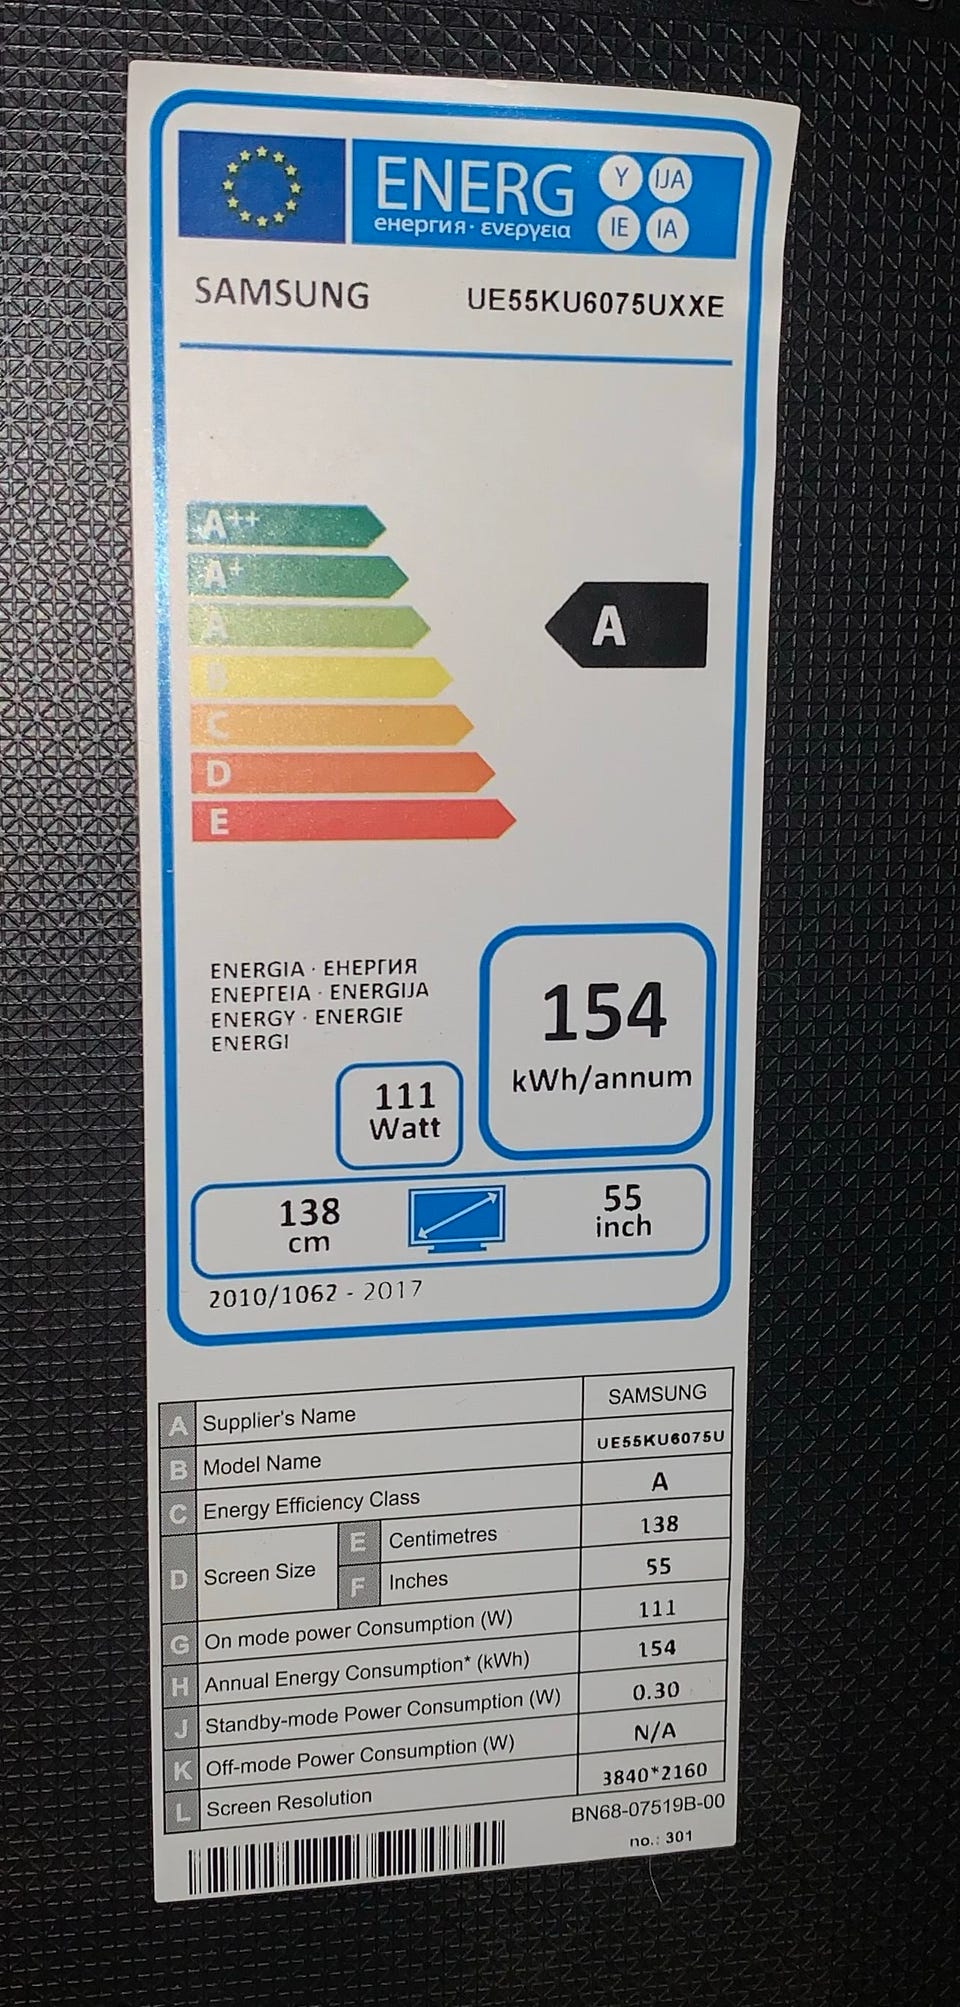 ENERG Y IJA
енергия · ενεργεια IE IA
SAMSUNG UE55KU6075UXXE
A++
A+
A
A
B
C
D
E
ENERGIA · ЕНЕРГИЯ
ΕΝΕΡΓΕΙΑ · ENERGIJA
ENERGY · ENERGIE
ENERGI
154
kWh/annum
111
Watt
138
cm
55
inch
2010/1062 - 2017
A Supplier's Name SAMSUNG
B Model Name UE55KU6075U
C Energy Efficiency Class A
D Screen Size E Centimetres 138
F Inches 55
G On mode power Consumption (W) 111
H Annual Energy Consumption* (kWh) 154
J Standby-mode Power Consumption (W) 0.30
K Off-mode Power Consumption (W) N/A
L Screen Resolution 3840*2160
BN68-07519B-00
no.: 301